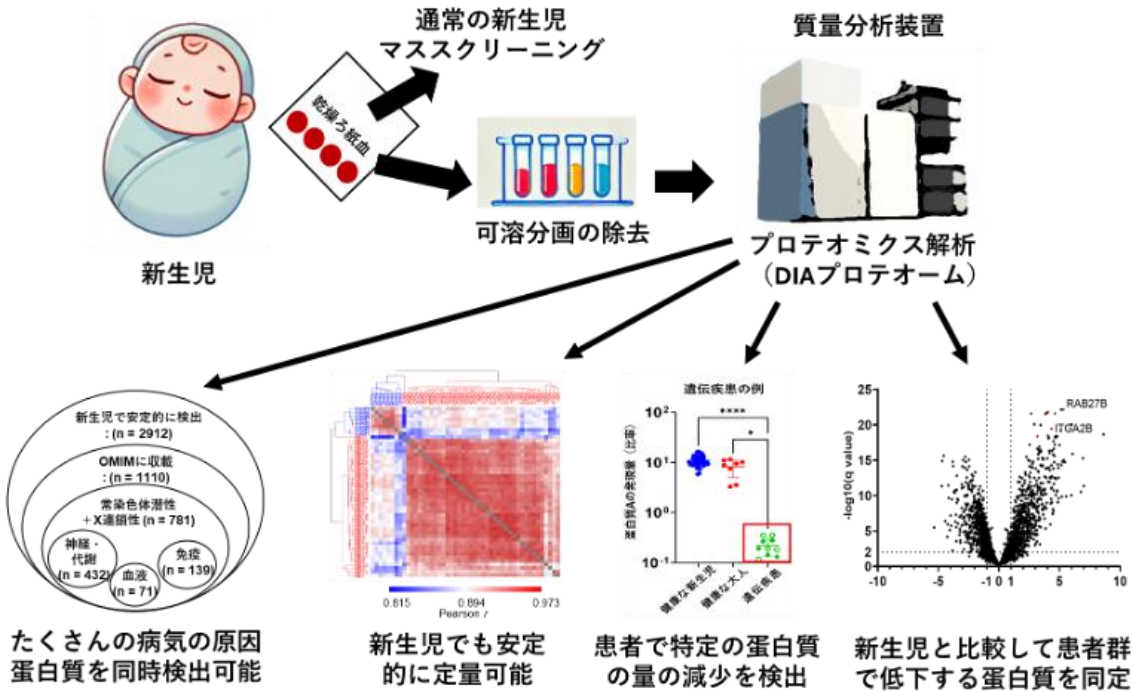 通常の新生児
マススクリーニング
質量分析装置
乾燥ろ紙血
可溶分画の除去
プロテオミクス解析
（DIAプロテオーム）
新生児
新生児で安定的に検出
: (n = 2912)
OMIMに収載
: (n = 1110)
常染色体潜性
＋X連鎖性 (n = 781)
神経・
代謝
(n = 432)
血液
(n = 71)
免疫
(n = 139)
0.815
0.894
0.973
Pearson r
遺伝疾患の例
蛋白質Aの発現量（比率）
10²
10¹
10⁰
10⁻¹
****
*
健康な新生児
健康な大人
遺伝疾患
-log10(q value)
25
20
15
10
5
2
0
RAB27B
ITGA2B
-10
-5
-1
0
1
5
10
たくさんの病気の原因
蛋白質を同時検出可能
新生児でも安定
的に定量可能
患者で特定の蛋白質
の量の減少を検出
新生児と比較して患者群
で低下する蛋白質を同定